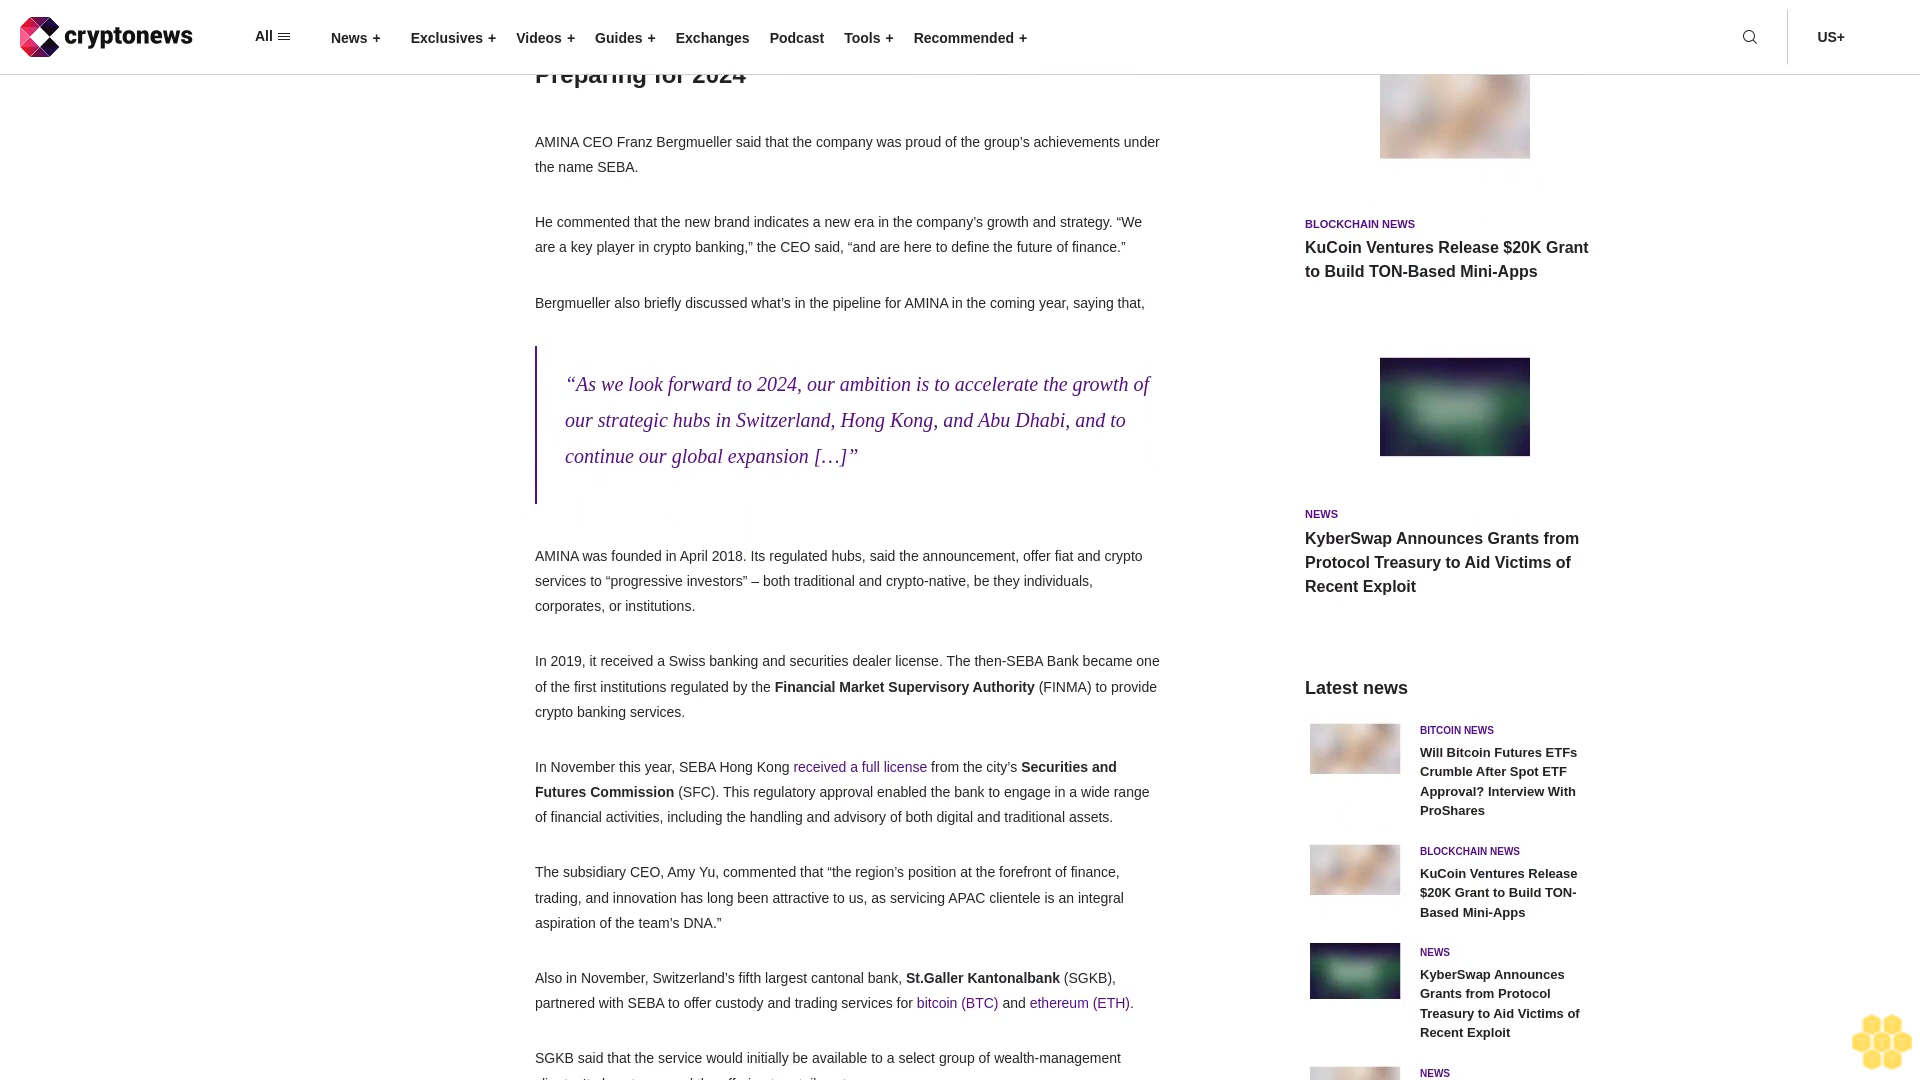 cryptonews
All
News +
Exclusives +
Videos +
Guides +
Exchanges
Podcast
Tools +
Recommended +
US+
Preparing for 2024
AMINA CEO Franz Bergmueller said that the company was proud of the group’s achievements under
the name SEBA.
He commented that the new brand indicates a new era in the company’s growth and strategy. “We
are a key player in crypto banking,” the CEO said, “and are here to define the future of finance.”
Bergmueller also briefly discussed what’s in the pipeline for AMINA in the coming year, saying that,
“As we look forward to 2024, our ambition is to accelerate the growth of
our strategic hubs in Switzerland, Hong Kong, and Abu Dhabi, and to
continue our global expansion […]”
AMINA was founded in April 2018. Its regulated hubs, said the announcement, offer fiat and crypto
services to “progressive investors” – both traditional and crypto-native, be they individuals,
corporates, or institutions.
In 2019, it received a Swiss banking and securities dealer license. The then-SEBA Bank became one
of the first institutions regulated by the Financial Market Supervisory Authority (FINMA) to provide
crypto banking services.
In November this year, SEBA Hong Kong received a full license from the city’s Securities and
Futures Commission (SFC). This regulatory approval enabled the bank to engage in a wide range
of financial activities, including the handling and advisory of both digital and traditional assets.
The subsidiary CEO, Amy Yu, commented that “the region’s position at the forefront of finance,
trading, and innovation has long been attractive to us, as servicing APAC clientele is an integral
aspiration of the team’s DNA.”
Also in November, Switzerland’s fifth largest cantonal bank, St.Galler Kantonalbank (SGKB),
partnered with SEBA to offer custody and trading services for bitcoin (BTC) and ethereum (ETH).
SGKB said that the service would initially be available to a select group of wealth-management
BLOCKCHAIN NEWS
KuCoin Ventures Release $20K Grant
to Build TON-Based Mini-Apps
NEWS
KyberSwap Announces Grants from
Protocol Treasury to Aid Victims of
Recent Exploit
Latest news
BITCOIN NEWS
Will Bitcoin Futures ETFs
Crumble After Spot ETF
Approval? Interview With
ProShares
BLOCKCHAIN NEWS
KuCoin Ventures Release
$20K Grant to Build TON-
Based Mini-Apps
NEWS
KyberSwap Announces
Grants from Protocol
Treasury to Aid Victims of
Recent Exploit
NEWS